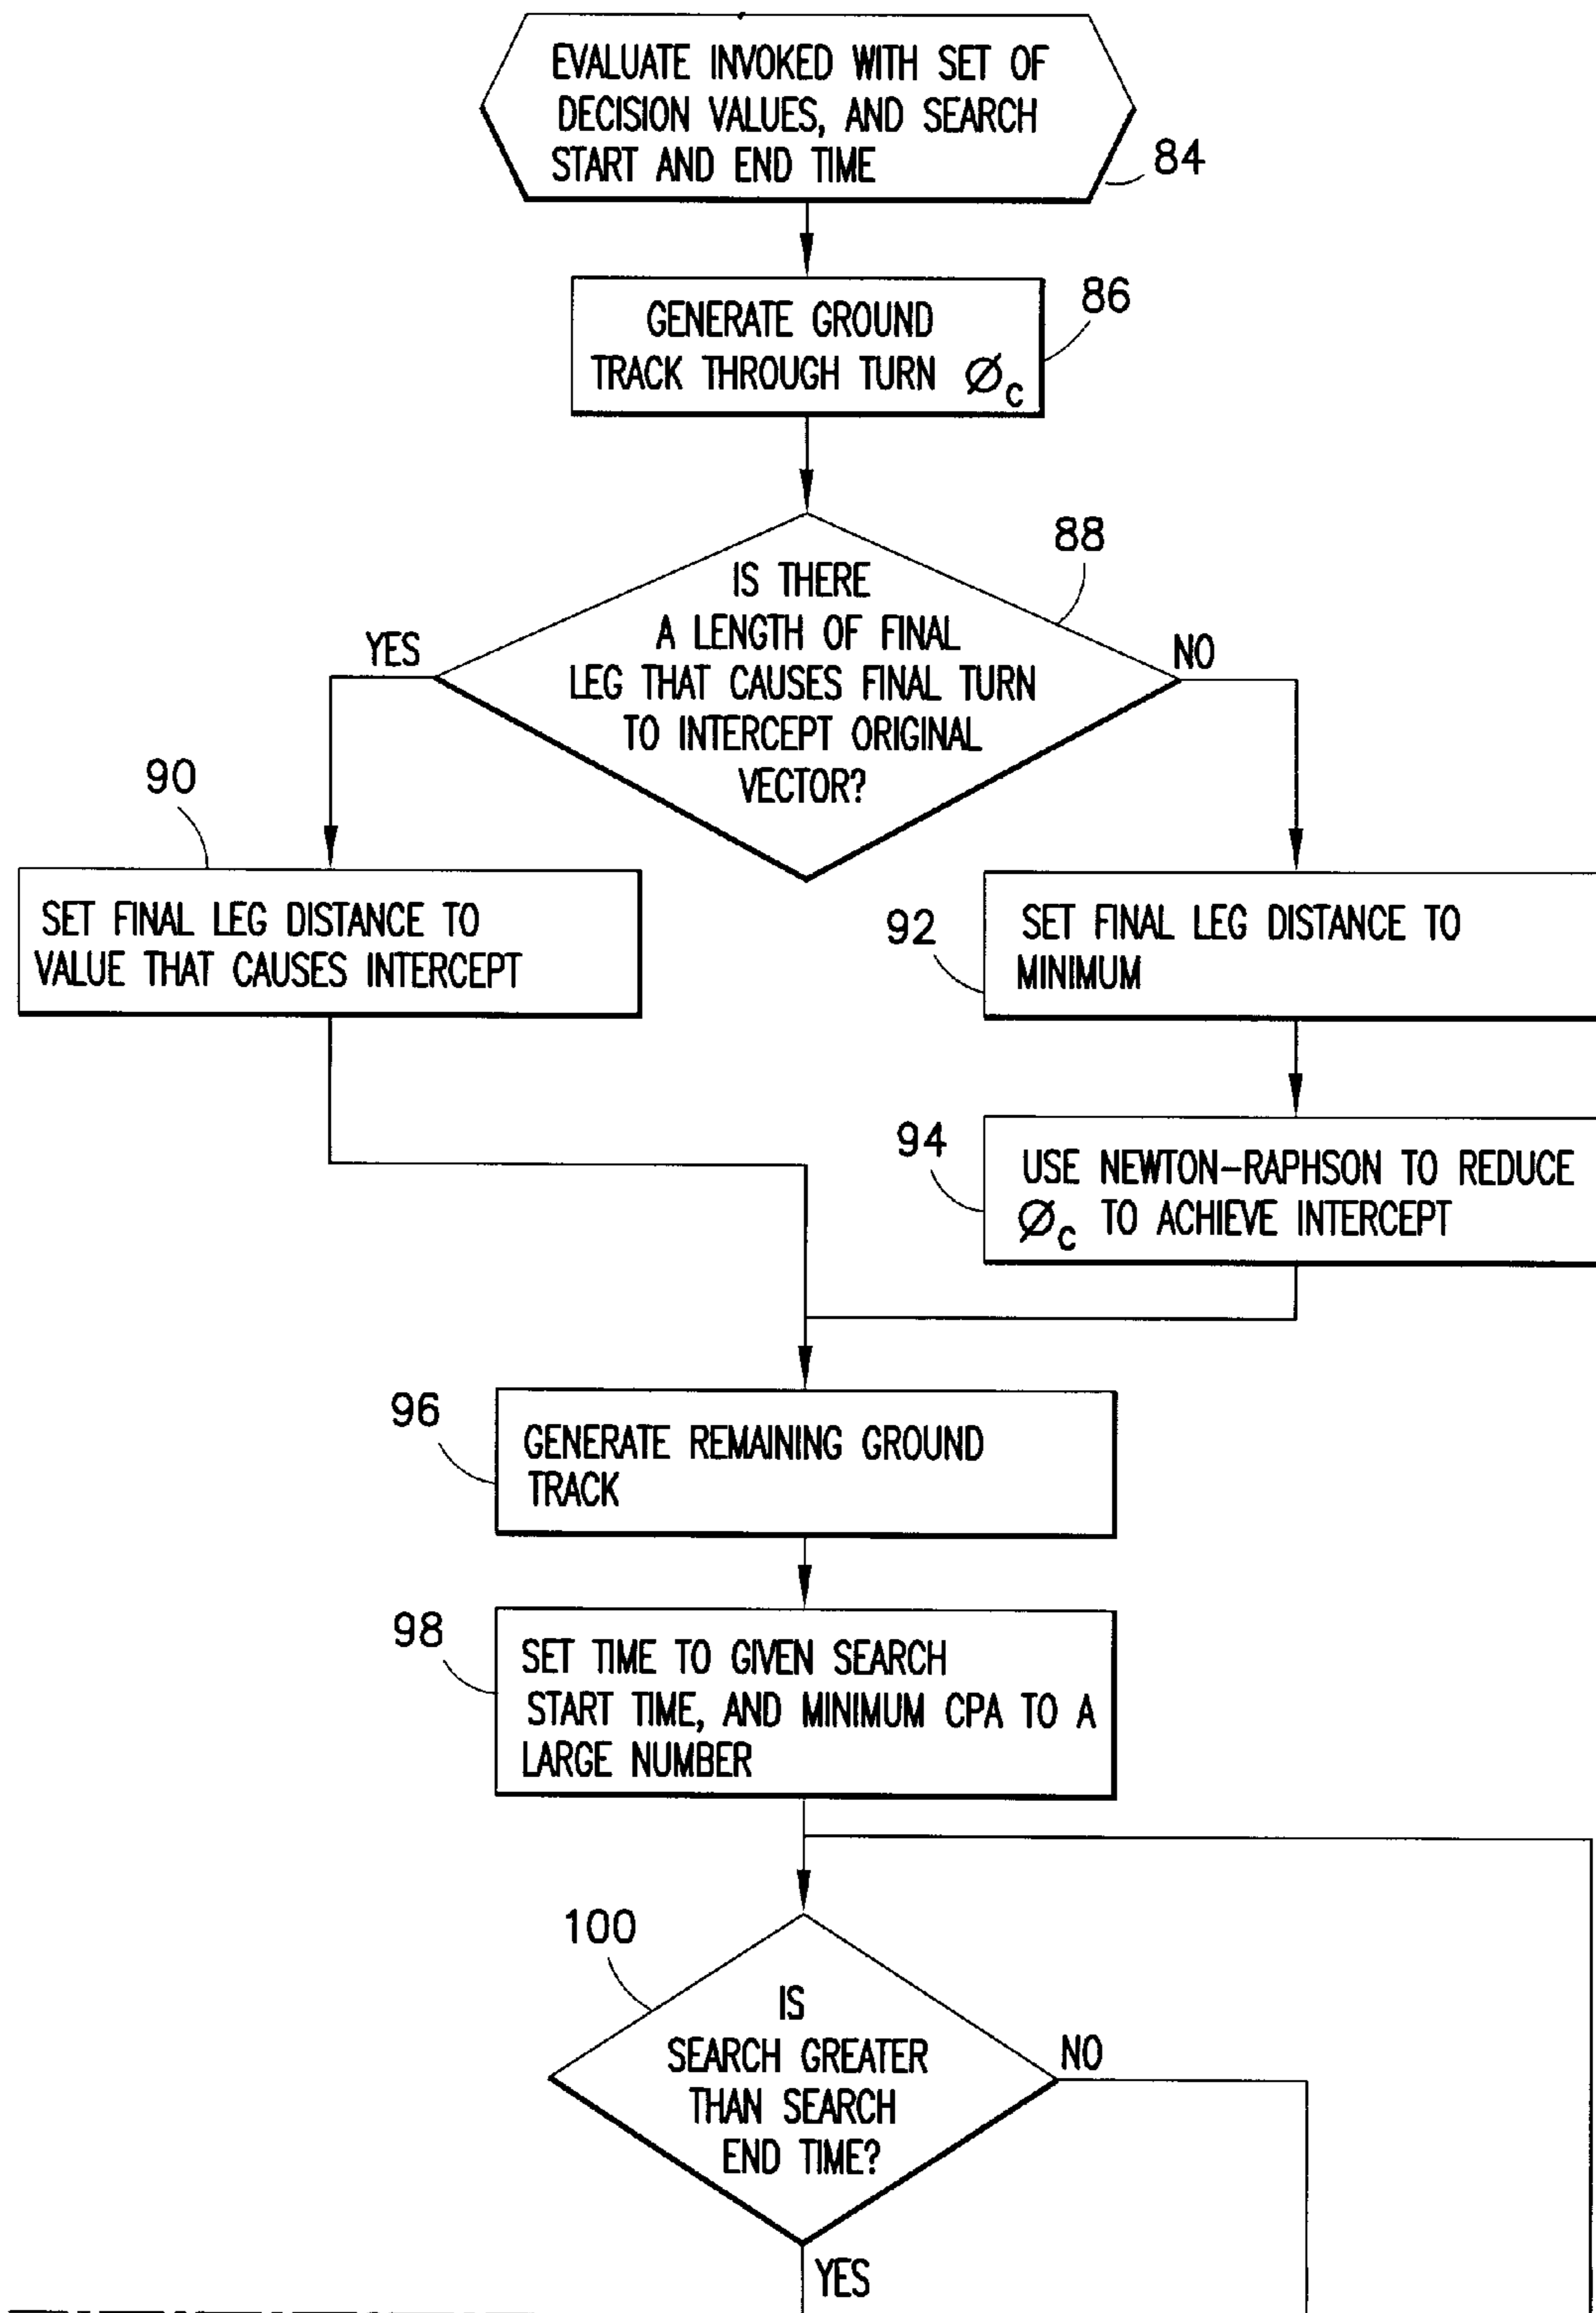 EVALUATE INVOKED WITH SET OF
DECISION VALUES, AND SEARCH
START AND END TIME
84
GENERATE GROUND
TRACK THROUGH TURN Øc
86
IS THERE
A LENGTH OF FINAL
LEG THAT CAUSES FINAL TURN
TO INTERCEPT ORIGINAL
VECTOR?
88
YES
NO
90
SET FINAL LEG DISTANCE TO
VALUE THAT CAUSES INTERCEPT
92
SET FINAL LEG DISTANCE TO
MINIMUM
94
USE NEWTON-RAPHSON TO REDUCE
Øc TO ACHIEVE INTERCEPT
96
GENERATE REMAINING GROUND
TRACK
98
SET TIME TO GIVEN SEARCH
START TIME, AND MINIMUM CPA TO A
LARGE NUMBER
100
IS
SEARCH GREATER
THAN SEARCH
END TIME?
NO
YES